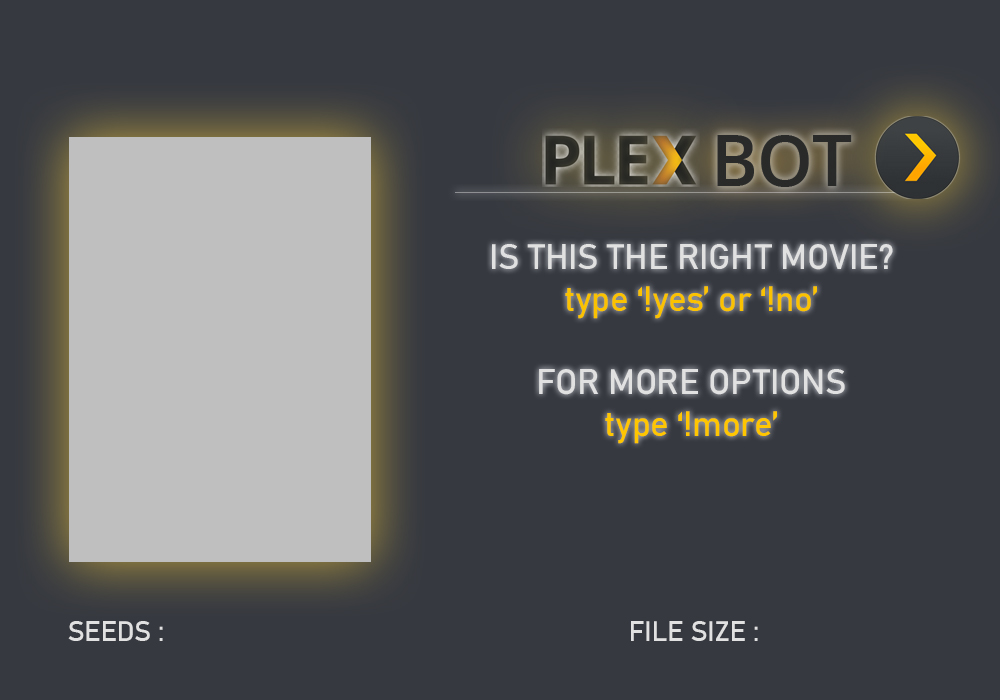 PLEX BOT
IS THIS THE RIGHT MOVIE?
type ‘!yes’ or ‘!no’
FOR MORE OPTIONS
type ‘!more’
SEEDS :
FILE SIZE :